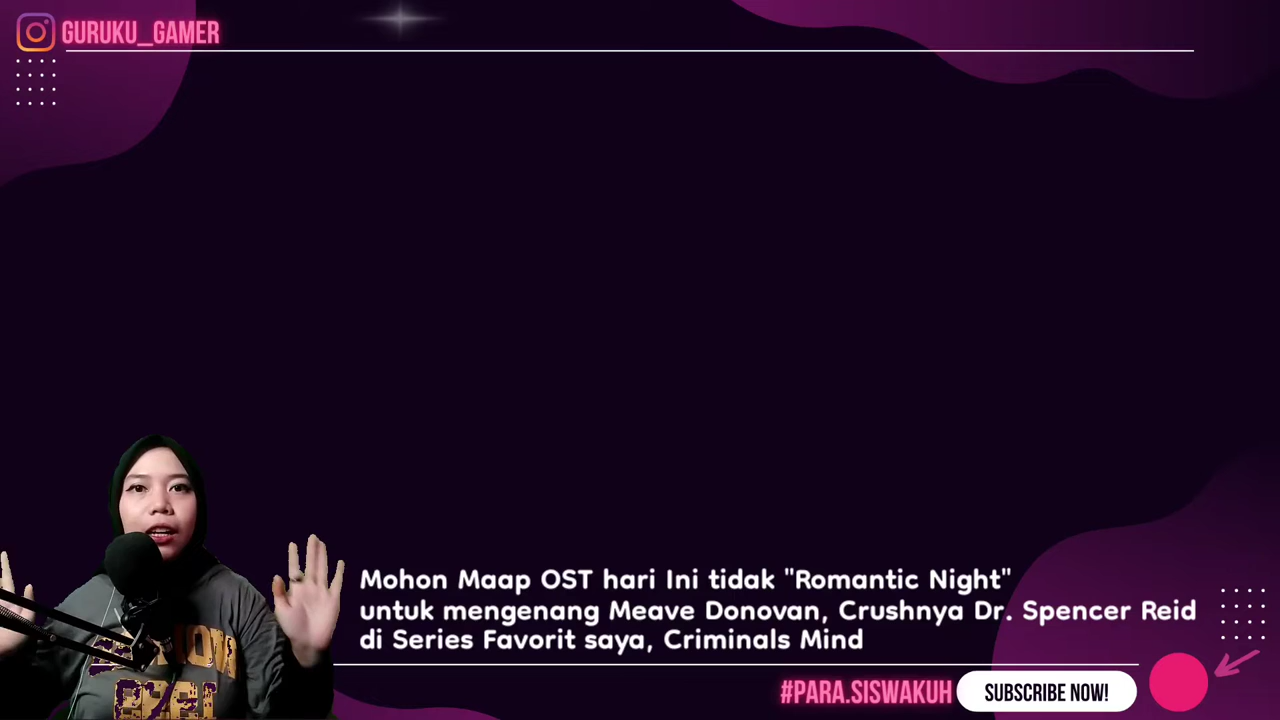 GURUKU_GAMER
Mohon Maap OST hari Ini tidak "Romantic Night"
untuk mengenang Meave Donovan, Crushnya Dr. Spencer Reid
di Series Favorit saya, Criminals Mind
#PARA.SISWAKUH
SUBSCRIBE NOW!